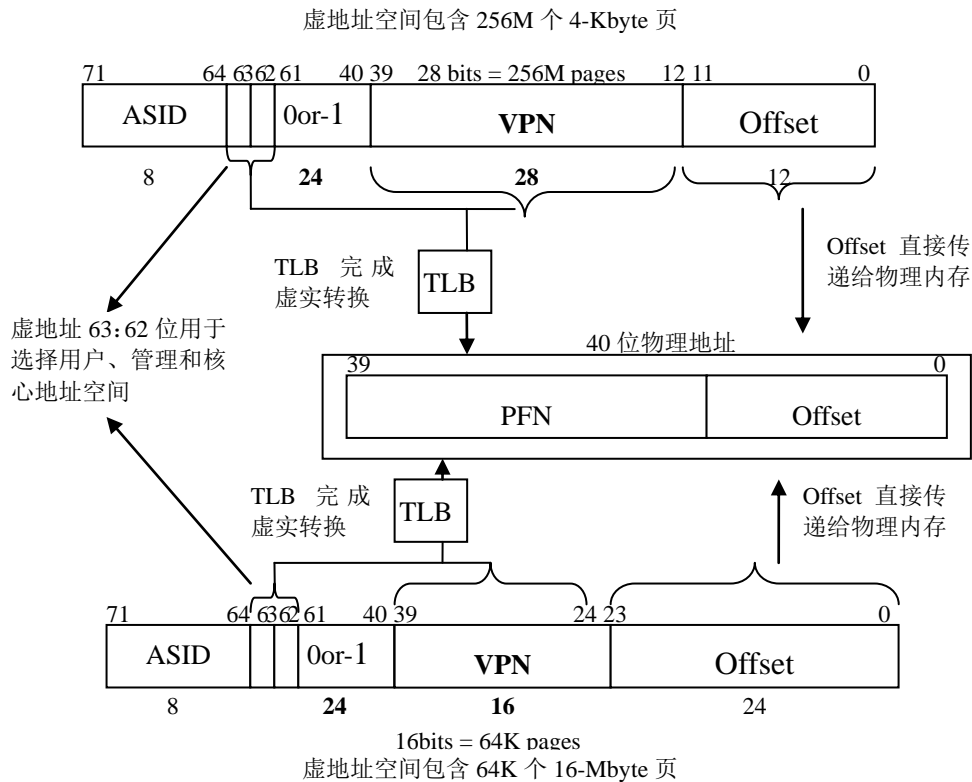 虚地址空间包含 256M 个 4-Kbyte 页
71 64 63 62 61 40 39 28 bits = 256M pages 12 11 0
ASID 0or-1 VPN Offset
8 24 28 12
TLB 完成
虚实转换
TLB
Offset 直接传
递给物理内存
虚地址 63:62 位用于
选择用户、管理和核
心地址空间
40 位物理地址
39 0
PFN Offset
TLB 完成
虚实转换
TLB
Offset 直接传
递给物理内存
71 64 63 62 61 40 39 24 23 0
ASID 0or-1 VPN Offset
8 24 16 24
16bits = 64K pages
虚地址空间包含 64K 个 16-Mbyte 页